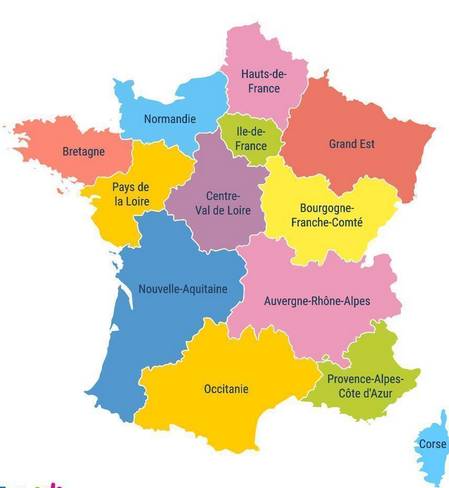 Hauts-de-
France
Normandie
Ile-de-
France
Grand Est
Bretagne
Pays de
la Loire
Centre-
Val de Loire
Bourgogne-
Franche-Comté
Nouvelle-Aquitaine
Auvergne-Rhône-Alpes
Occitanie
Provence-Alpes-
Côte d'Azur
Corse